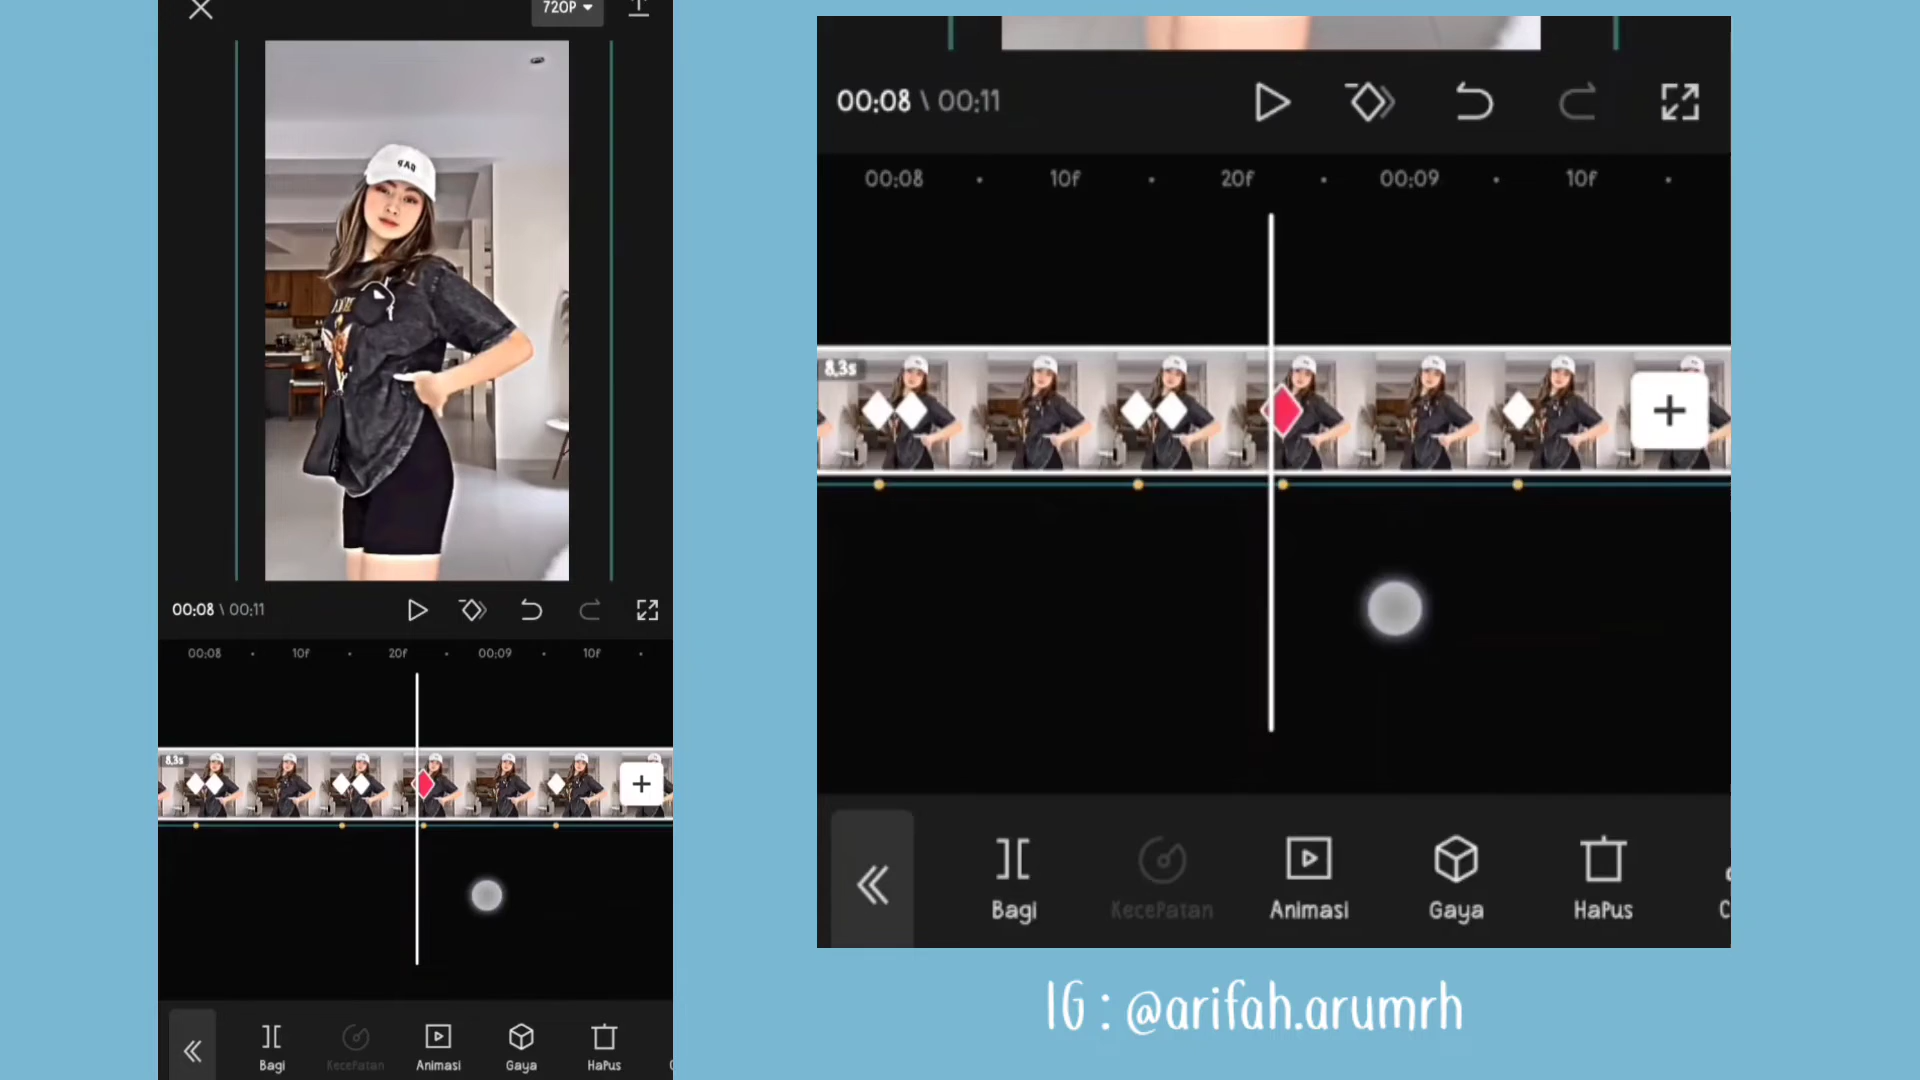 720P
00:08 \ 00:11
00:08 10f 20f 00:09 10f
8,3s
Bagi KecePatan Animasi Gaya HaPus
00:08 \ 00:11
00:08 10f 20f 00:09 10f
8,3s
Bagi KecePatan Animasi Gaya HaPus
IG : @arifah.arumrh